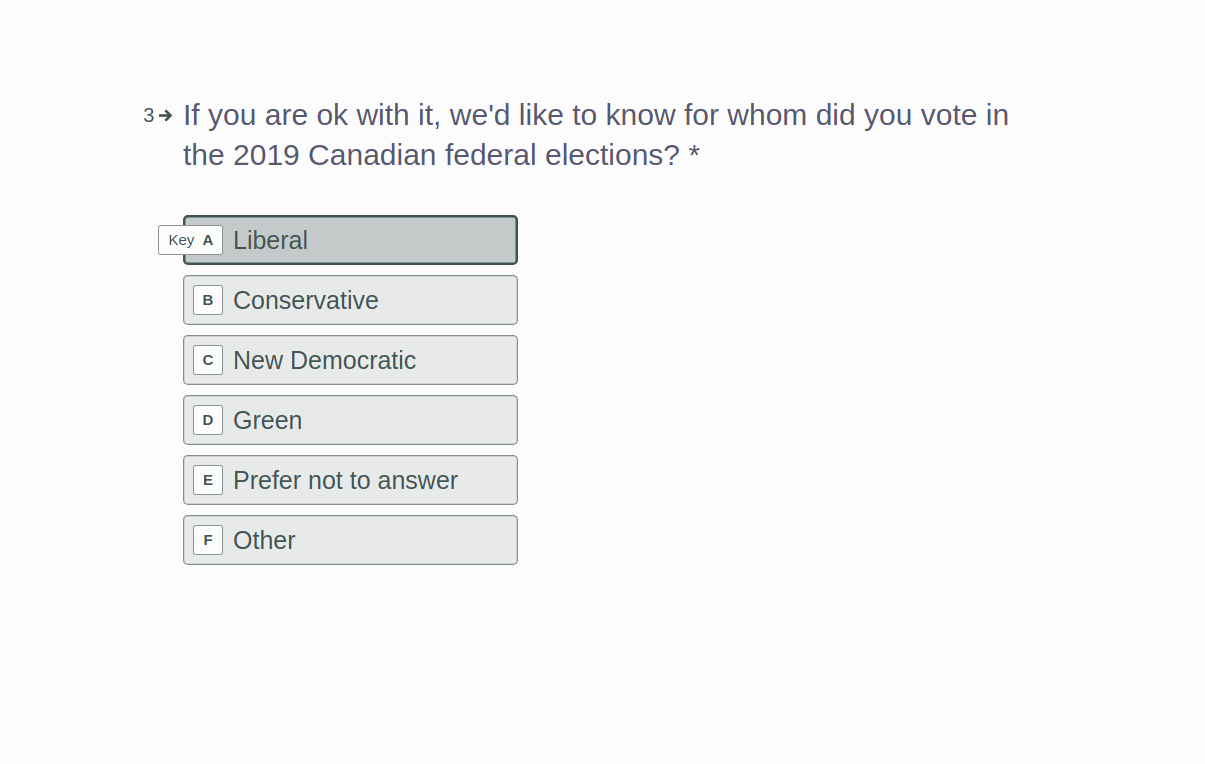 3 → If you are ok with it, we'd like to know for whom did you vote in
the 2019 Canadian federal elections? *
Key A Liberal
B Conservative
C New Democratic
D Green
E Prefer not to answer
F Other